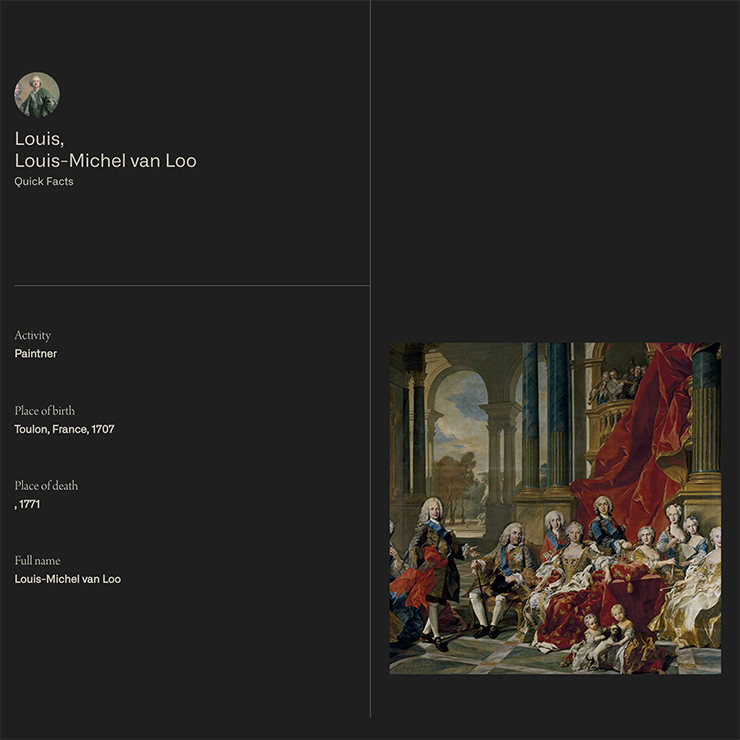 Louis,
Louis-Michel van Loo
Quick Facts
Activity
Paintner
Place of birth
Toulon, France, 1707
Place of death
, 1771
Full name
Louis-Michel van Loo